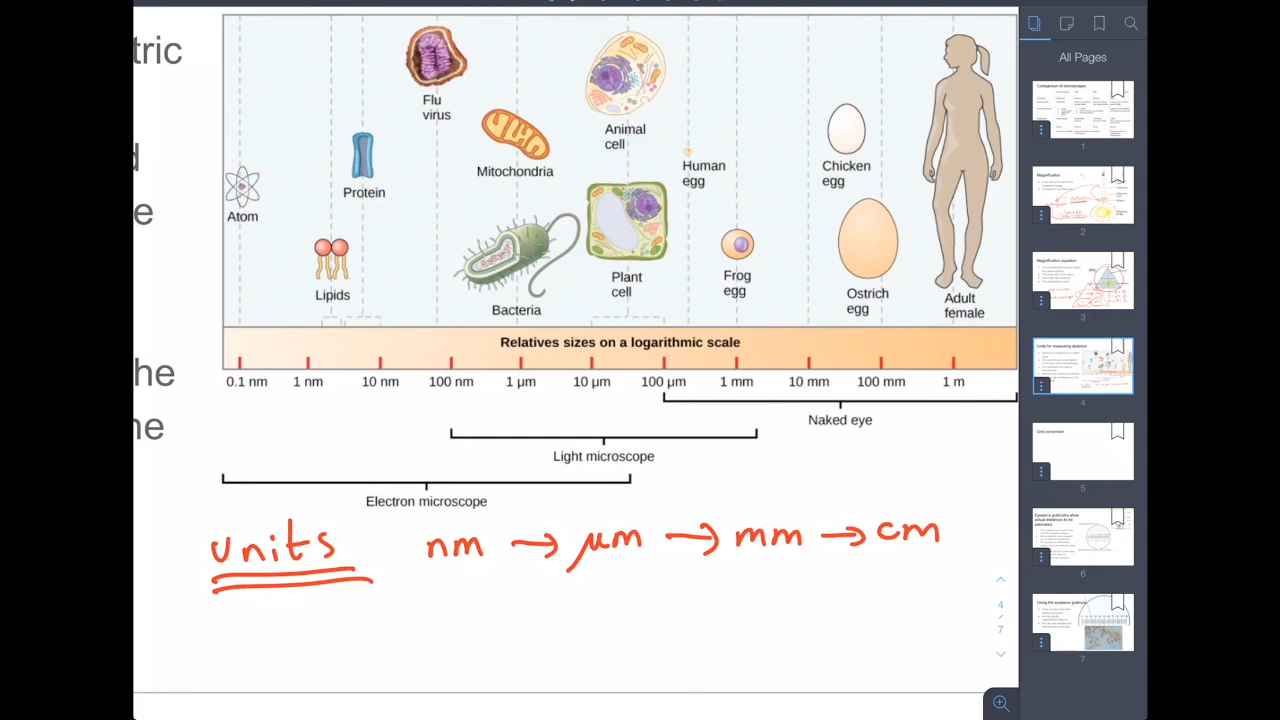 tric
d
e
he
ne
Flu
virus
Animal
cell
Mitochondria
Human
egg
Chicken
egg
Protein
Atom
Lipids
Bacteria
Plant
cell
Frog
egg
Ostrich
egg
Adult
female
Relatives sizes on a logarithmic scale
0.1 nm 1 nm 10 nm 100 nm 1 µm 10 µm 100 µm 1 mm 10 mm 100 mm 1 m
Naked eye
Light microscope
Electron microscope
units nm → µm → mm → cm
4
/
7
All Pages
Comparison of microscopes
1
Magnification
2
Magnification equation
3
Units for measuring distance
4
Unit conversion
5
Eyepiece graticules allow
actual distances to be
estimated
6
Using the eyepiece graticule
7